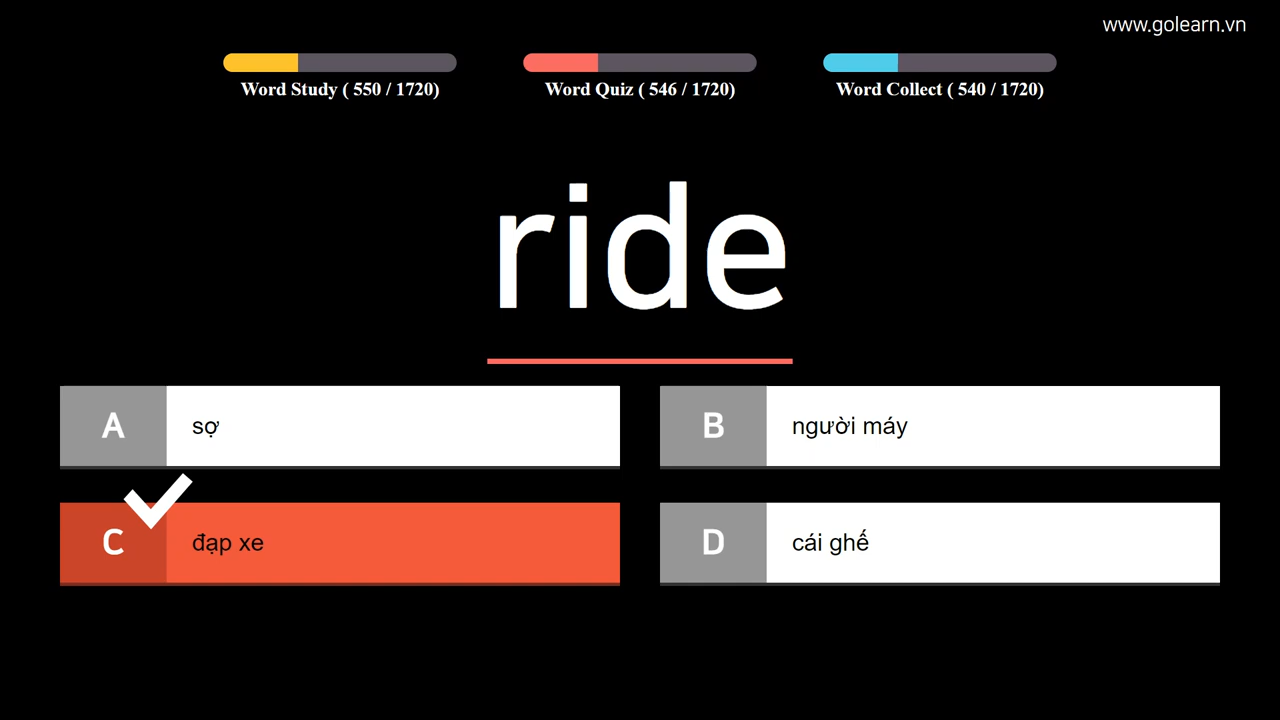 www.golearn.vn
Word Study ( 550 / 1720)
Word Quiz ( 546 / 1720)
Word Collect ( 540 / 1720)
ride
A
sợ
B
người máy
C
đạp xe
D
cái ghế